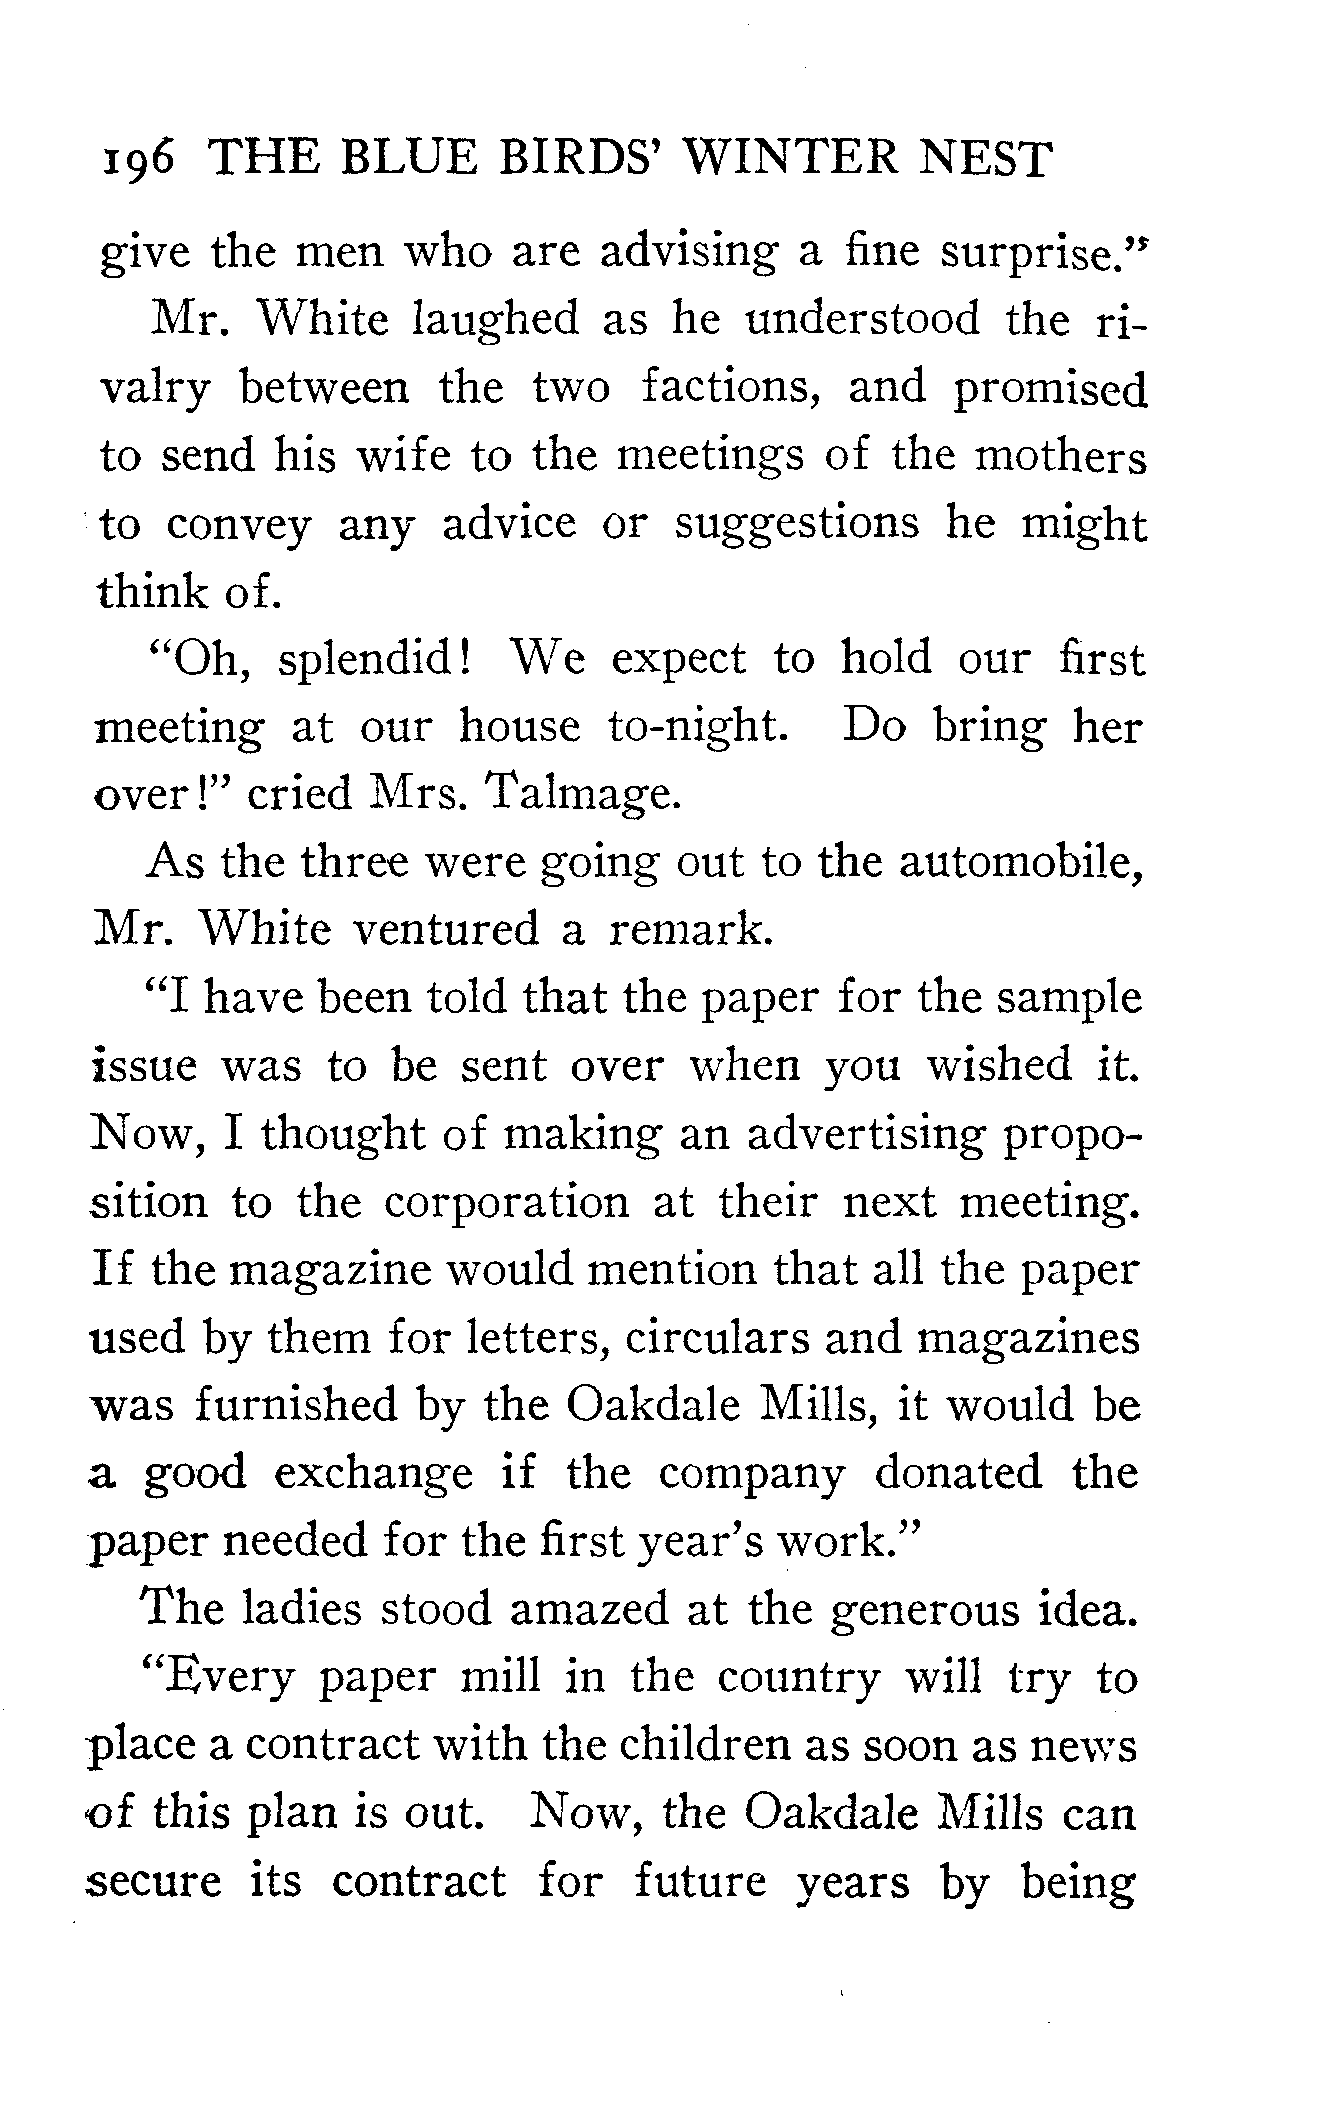 196 THE BLUE BIRDS' WINTER NEST
give the men who are advising a fine surprise."
Mr. White laughed as he understood the ri-
valry between the two factions, and promised
to send his wife to the meetings of the mothers
to convey any advice or suggestions he might
think of.
"Oh, splendid! We expect to hold our first
meeting at our house to-night. Do bring her
over!" cried Mrs. Talmage.
As the three were going out to the automobile,
Mr. White ventured a remark.
"I have been told that the paper for the sample
issue was to be sent over when you wished it.
Now, I thought of making an advertising propo-
sition to the corporation at their next meeting.
If the magazine would mention that all the paper
used by them for letters, circulars and magazines
was furnished by the Oakdale Mills, it would be
a good exchange if the company donated the
paper needed for the first year's work."
The ladies stood amazed at the generous idea.
"Every paper mill in the country will try to
place a contract with the children as soon as news
of this plan is out. Now, the Oakdale Mills can
secure its contract for future years by being